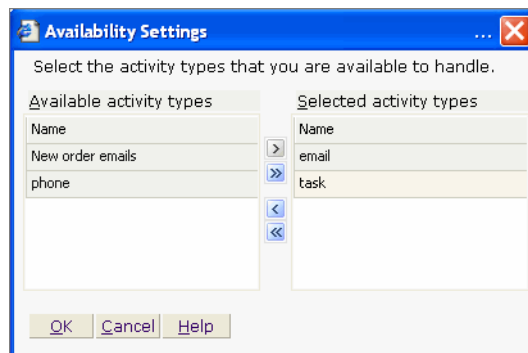 Availability Settings ...
Select the activity types that you are available to handle.
Available activity types
Name
New order emails
phone
Selected activity types
Name
email
task
OK Cancel Help